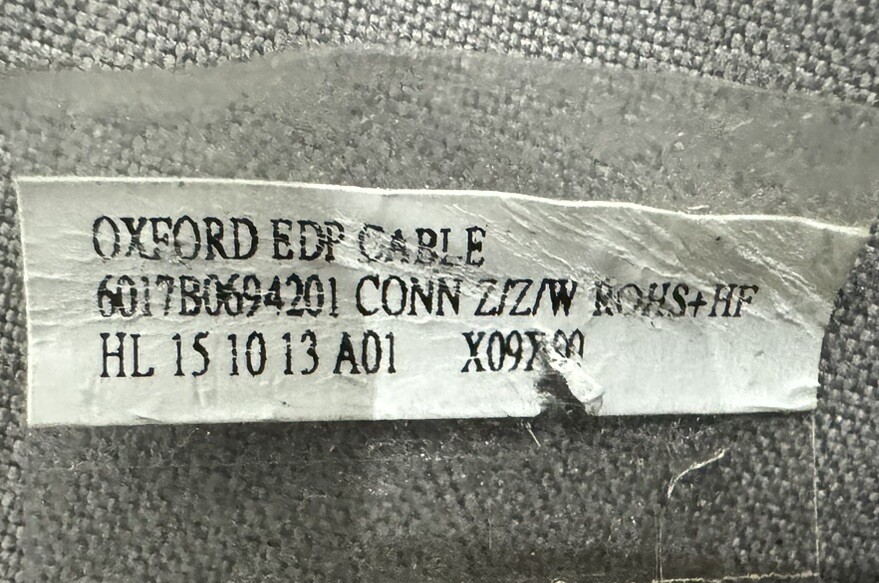 OXFORD EDP CABLE
6017B0694201 CONN Z/Z/W ROHS+HF
HL 15 10 13 A01